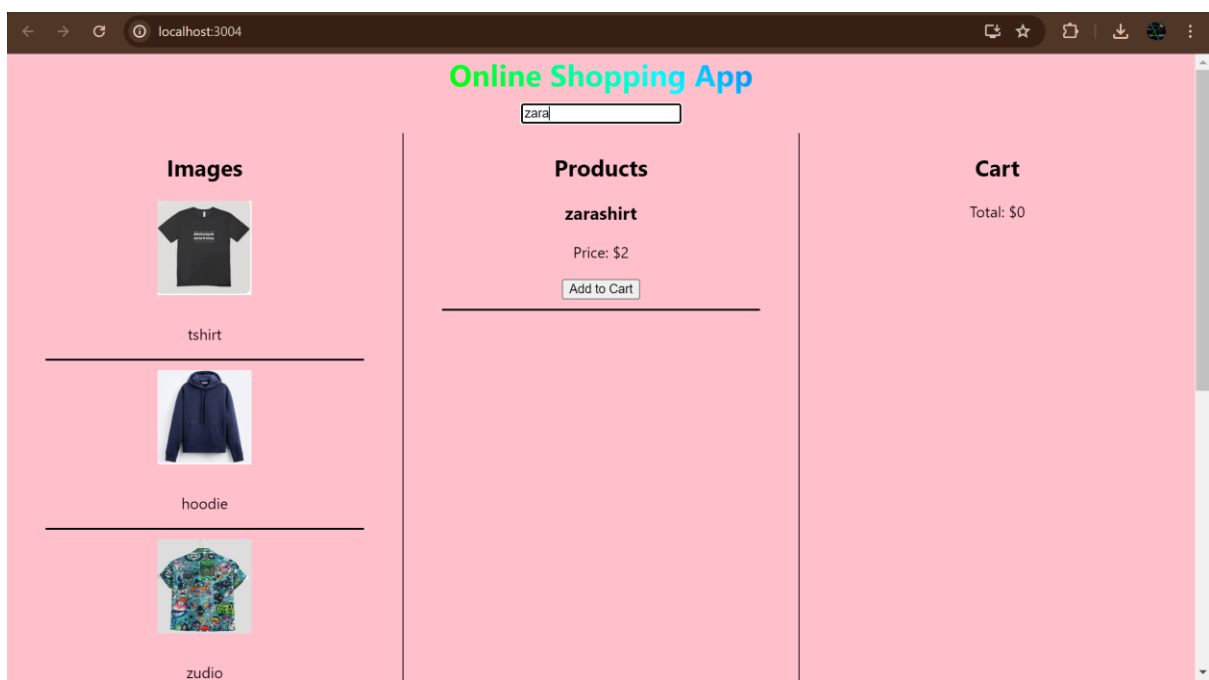 localhost:3004
Online Shopping App
zara
Images
tshirt
hoodie
zudio
Products
zarashirt
Price: $2
Add to Cart
Cart
Total: $0